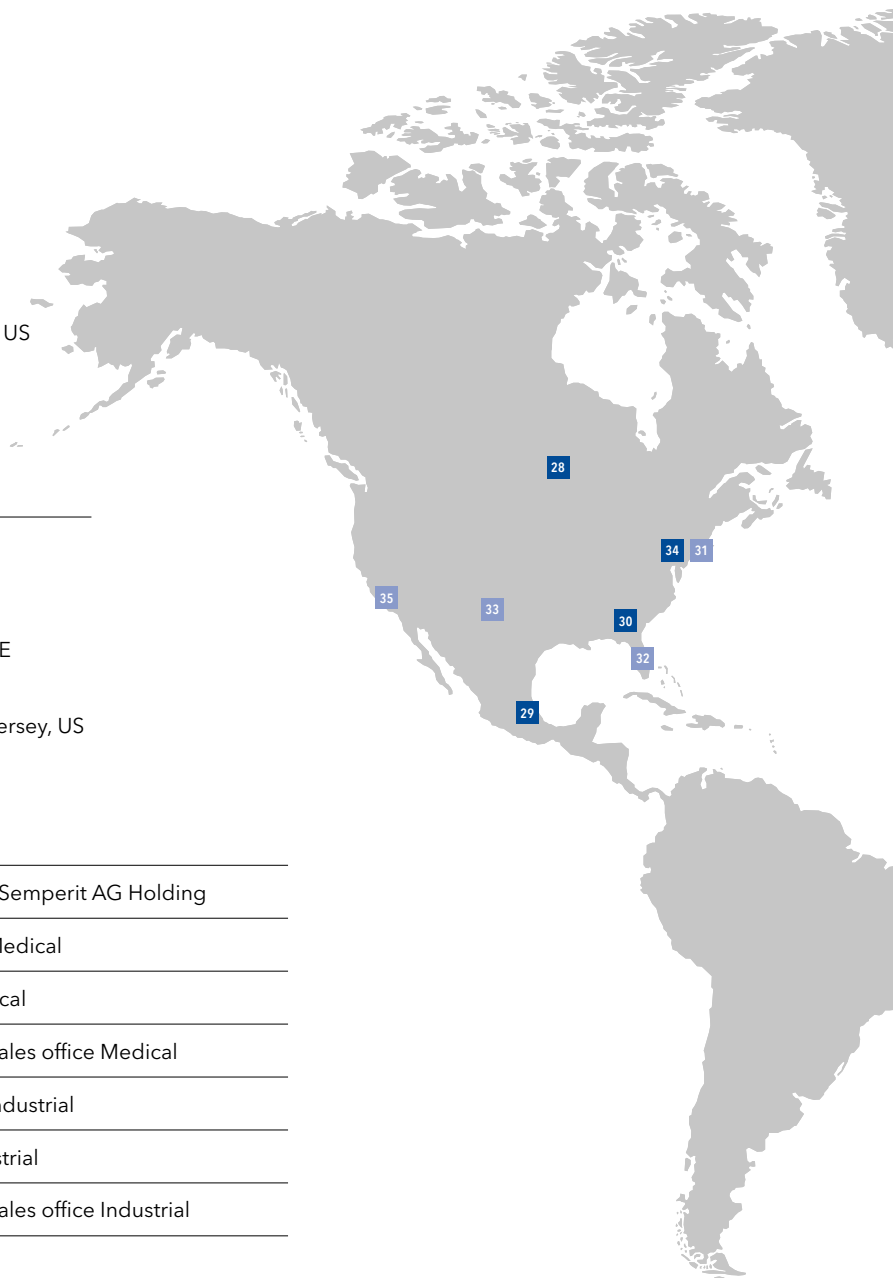 US
28
34 31
35
33
30
E
32
29
ersey, US
Semperit AG Holding
Medical
cal
ales office Medical
ndustrial
strial
ales office Industrial